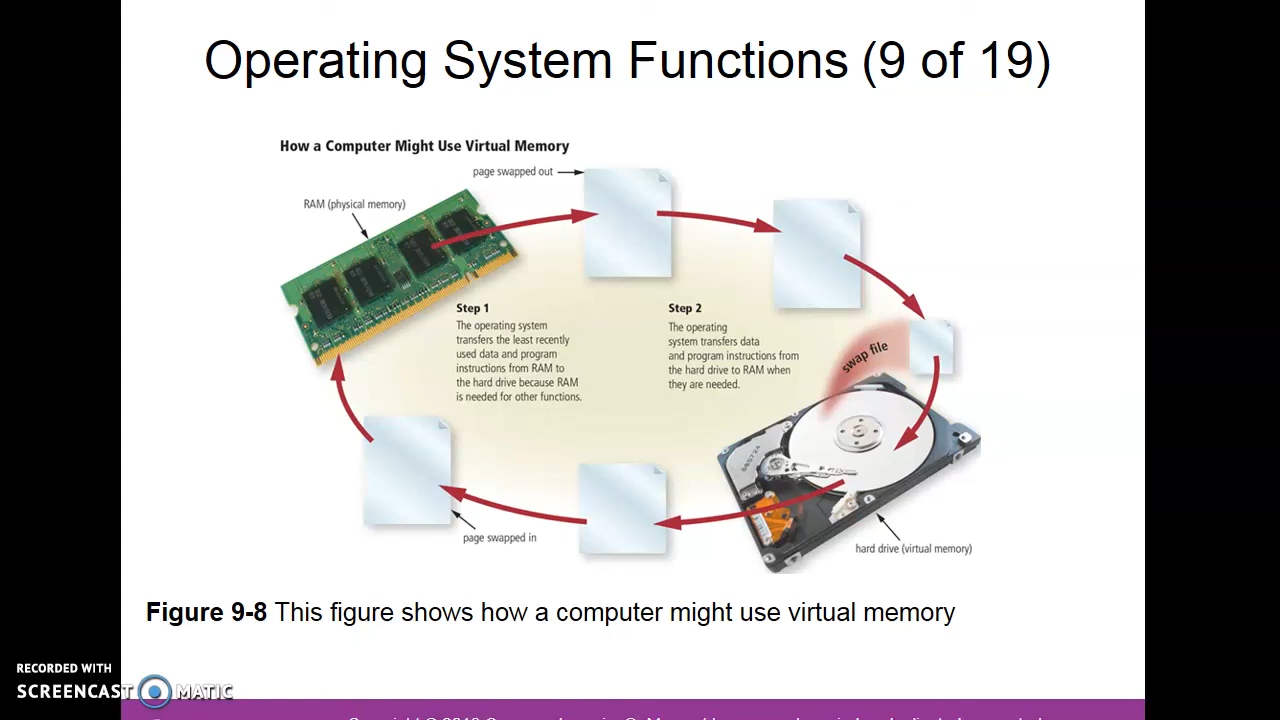 Operating System Functions (9 of 19)
How a Computer Might Use Virtual Memory
page swapped out
RAM (physical memory)
Step 1
The operating system
transfers the least recently
used data and program
instructions from RAM to
the hard drive because RAM
is needed for other functions.
Step 2
The operating
system transfers data
and program instructions from
the hard drive to RAM when
they are needed.
swap file
page swapped in
hard drive (virtual memory)
Figure 9-8 This figure shows how a computer might use virtual memory
RECORDED WITH
SCREENCAST MATIC